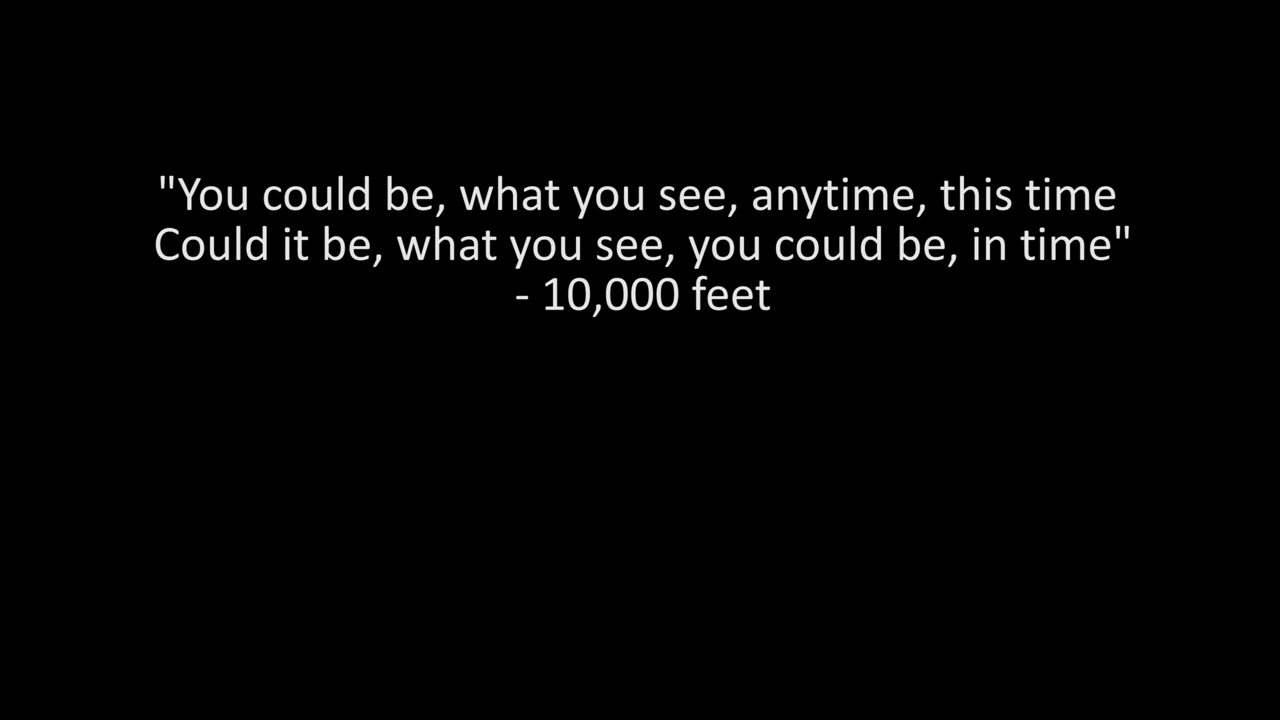 "You could be, what you see, anytime, this time
Could it be, what you see, you could be, in time"
- 10,000 feet